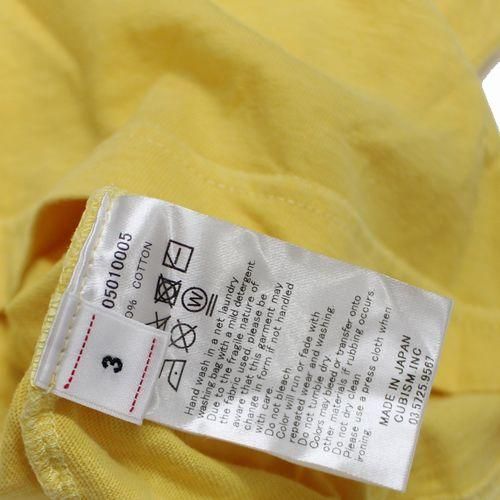 05010005
0% COTTON
W
Hand wash in a net laundry
washing bag with a mild detergent.
Due to the fragile nature of
the fabric used, please be
aware that this garment may
change in form if not handled
with care.
Do not bleach
Color will bleed or fade with
repeated wear, and washing
Do not tumble dry
Colors may bleed or transfer onto
other materials if rubbing occurs.
Do not dry clean
Please use a press cloth when
ironing.
MADE IN JAPAN
CUBISM INC
03.5725.9567
3